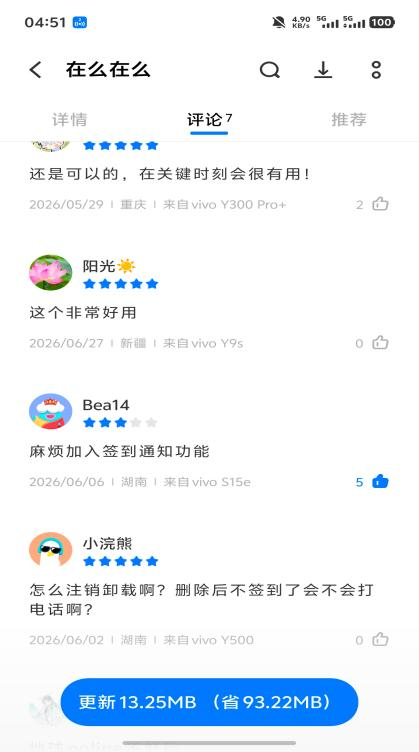 04:51 4.90 KB/s 5G 5G 100
在么在么
详情 评论 7 推荐
还是可以的，在关键时刻会很有用！
2026/05/29 | 重庆 | 来自vivo Y300 Pro+ 2
阳光☀️
这个非常好用
2026/06/27 | 新疆 | 来自vivo Y9s 0
Bea14
麻烦加入签到通知功能
2026/06/06 | 湖南 | 来自vivo S15e 5
小浣熊
怎么注销卸载啊？删除后不签到了会不会打
电话啊？
2026/06/02 | 湖南 | 来自vivo Y500 0
更新13.25MB （省93.22MB）